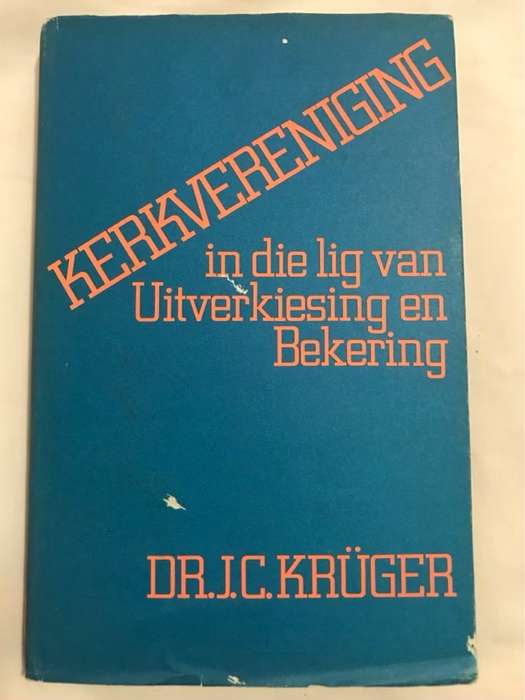 KERKVERENIGING
in die lig van
Uitverkiesing en
Bekering
DR.J.C.KRÜGER